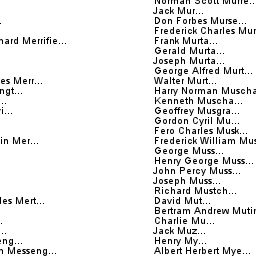 Norman Scott Murre...
Jack Mur...
Don Forbes Murse...
Frederick Charles Mur
hard Merrifie...
Frank Murta...
Gerald Murta...
Joseph Murta...
George Alfred Murt...
es Merr...
Walter Murt...
ngt...
Harry Norman Muscha
...
Kenneth Muscha...
i...
Geoffrey Musgra...
Gordon Cyril Mu...
Fero Charles Musk...
in Mer...
Frederick William Mus
George Muss...
Henry George Muss...
John Percy Muss...
Joseph Muss...
Richard Mustch...
les Mert...
David Mut...
Bertram Andrew Mutin
Charlie Mu...
...
Jack Muz...
eng...
Henry My...
n Messeng...
Albert Herbert Mye...